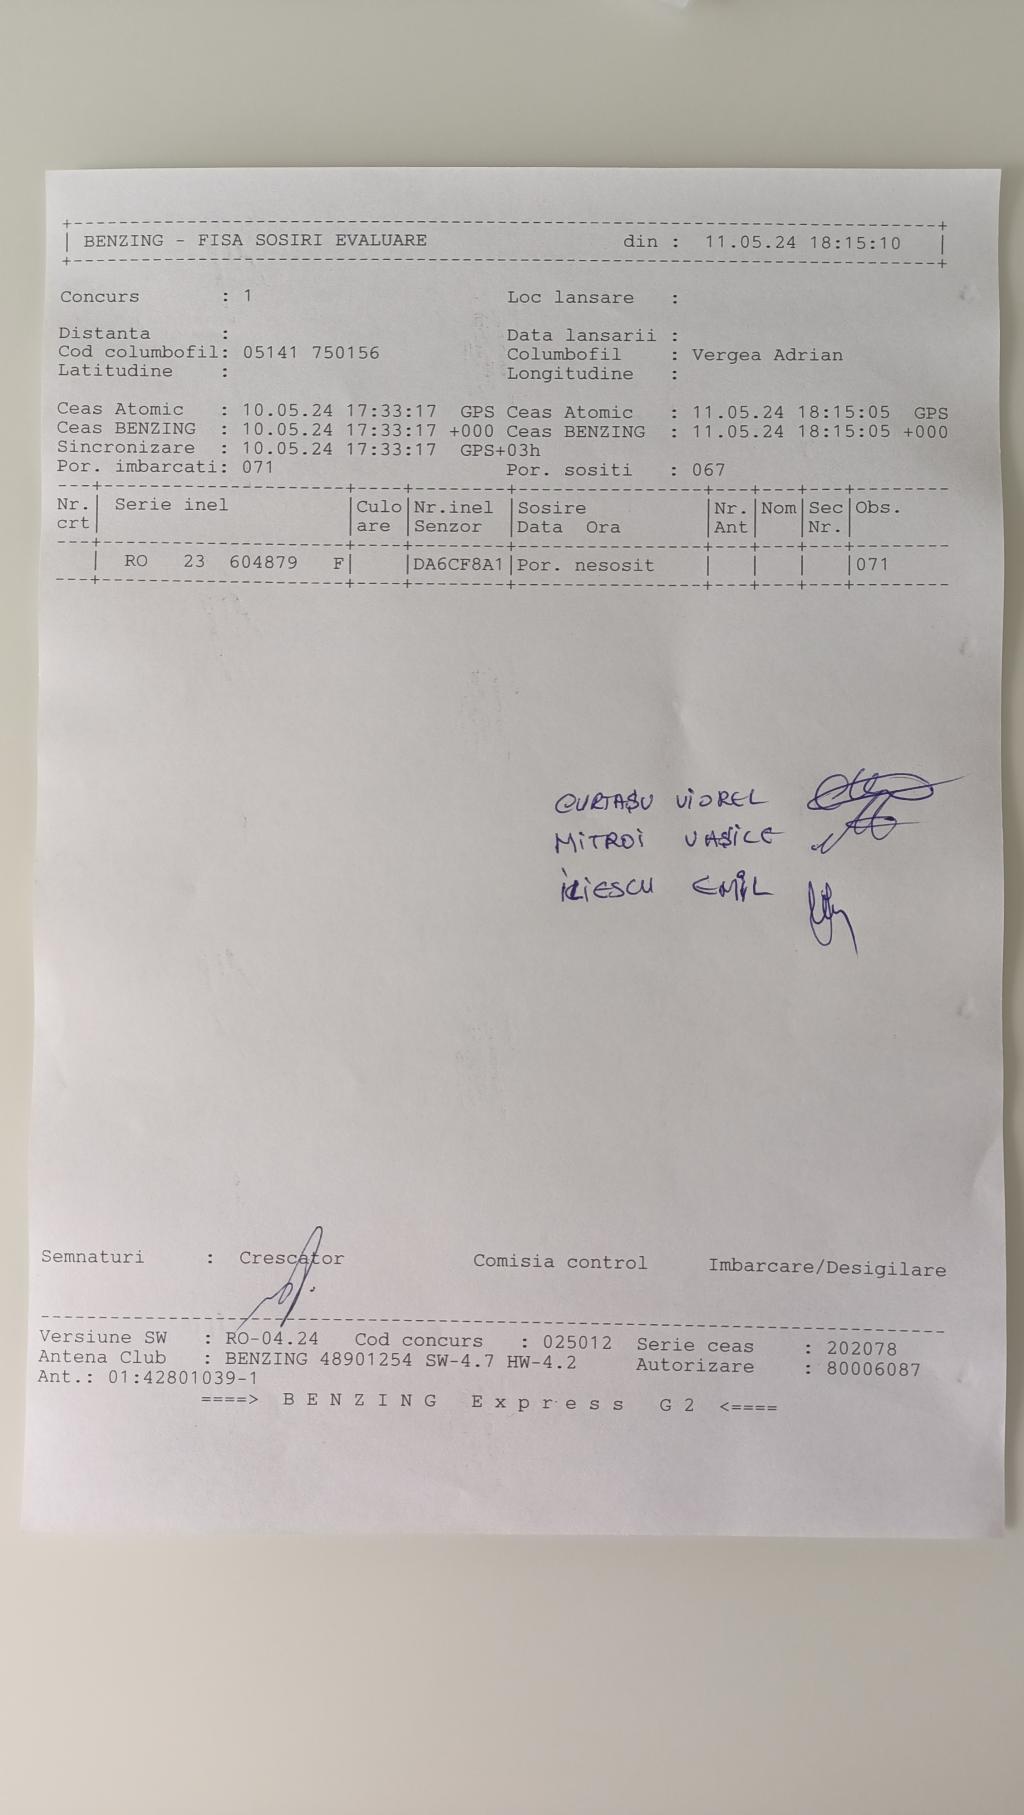 BENZING - FISA SOSIRI EVALUARE din : 11.05.24 18:15:10
Concurs : 1 Loc lansare :
Distanta : Data lansarii :
Cod columbofil: 05141 750156 Columbofil : Vergea Adrian
Latitudine : Longitudine :
Ceas Atomic : 10.05.24 17:33:17 GPS Ceas Atomic : 11.05.24 18:15:05 GPS
Ceas BENZING : 10.05.24 17:33:17 +000 Ceas BENZING : 11.05.24 18:15:05 +000
Sincronizare : 10.05.24 17:33:17 GPS+03h
Por. imbarcati: 071 Por. sositi : 067
Nr. Serie inel Culo Nr.inel Sosire Nr. Nom Sec Obs.
crt are Senzor Data Ora Ant Nr.
RO 23 604879 F DA6CF8A1 Por. nesosit 071
CURTAŞU VIOREL
MITROI VASILE
ILIESCU EMIL
Semnaturi : Crescator Comisia control Imbarcare/Desigilare
Versiune SW : RO-04.24 Cod concurs : 025012 Serie ceas : 202078
Antena Club : BENZING 48901254 SW-4.7 HW-4.2 Autorizare : 80006087
Ant.: 01:42801039-1
====> B E N Z I N G E x p r e s s G 2 <====